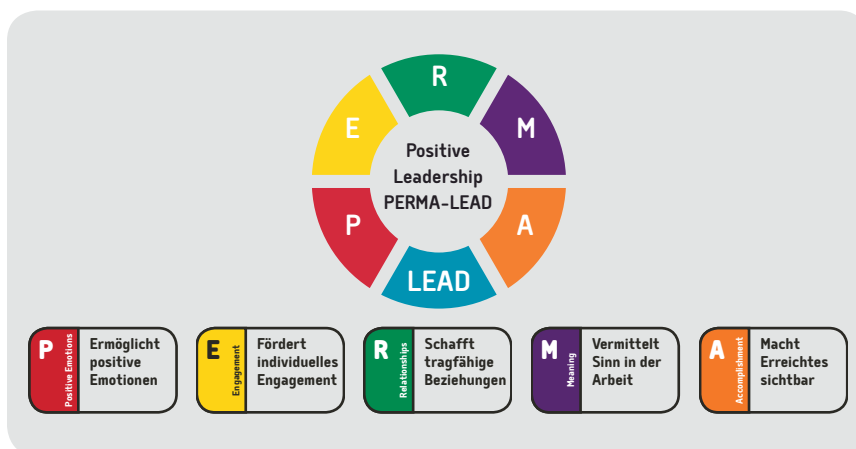 R
E
M
Positive
Leadership
PERMA-LEAD
P
A
LEAD
P
Positive Emotions
Ermöglicht
positive
Emotionen
E
Engagement
Fördert
individuelles
Engagement
R
Relationships
Schafft
tragfähige
Beziehungen
M
Meaning
Vermittelt
Sinn in der
Arbeit
A
Accomplishment
Macht
Erreichtes
sichtbar